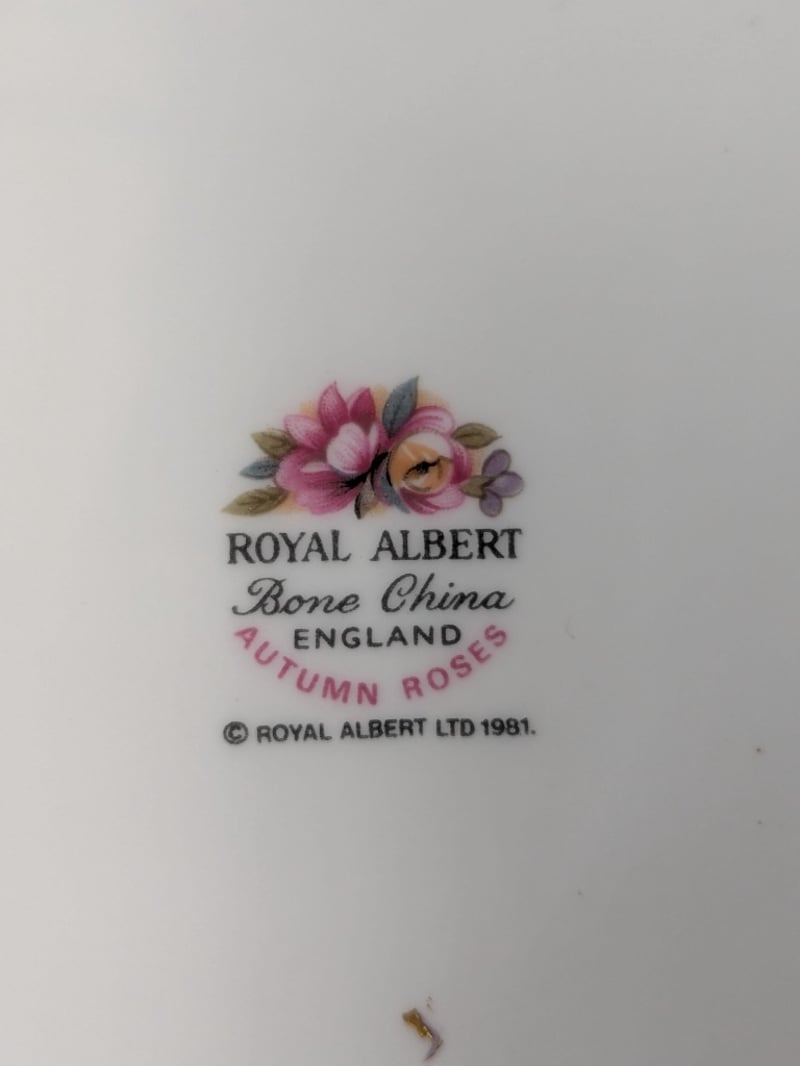 ROYAL ALBERT
Bone China
ENGLAND
AUTUMN ROSES
© ROYAL ALBERT LTD 1981.